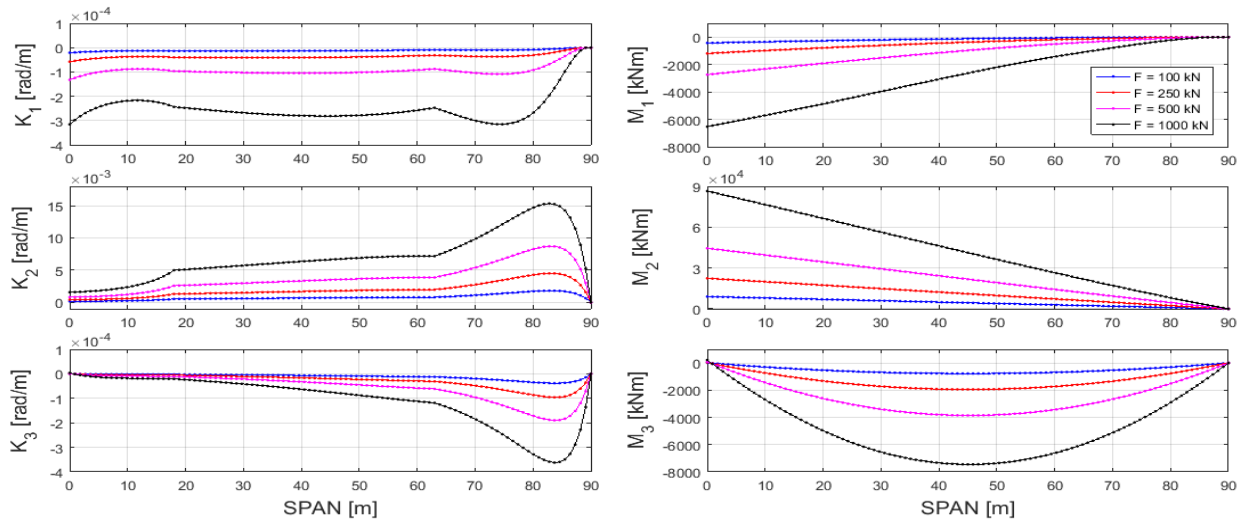 × 10⁻⁴
K₁ [rad/m]
1
0
-1
-2
-3
-4
0 10 20 30 40 50 60 70 80 90
M₁ [kNm]
0
-2000
-4000
-6000
-8000
F = 100 kN
F = 250 kN
F = 500 kN
F = 1000 kN
0 10 20 30 40 50 60 70 80 90
× 10⁻³
K₂ [rad/m]
15
10
5
0
0 10 20 30 40 50 60 70 80 90
× 10⁴
M₂ [kNm]
9
6
3
0
0 10 20 30 40 50 60 70 80 90
× 10⁻⁴
K₃ [rad/m]
1
0
-1
-2
-3
-4
0 10 20 30 40 50 60 70 80 90
SPAN [m]
M₃ [kNm]
0
-2000
-4000
-6000
-8000
0 10 20 30 40 50 60 70 80 90
SPAN [m]